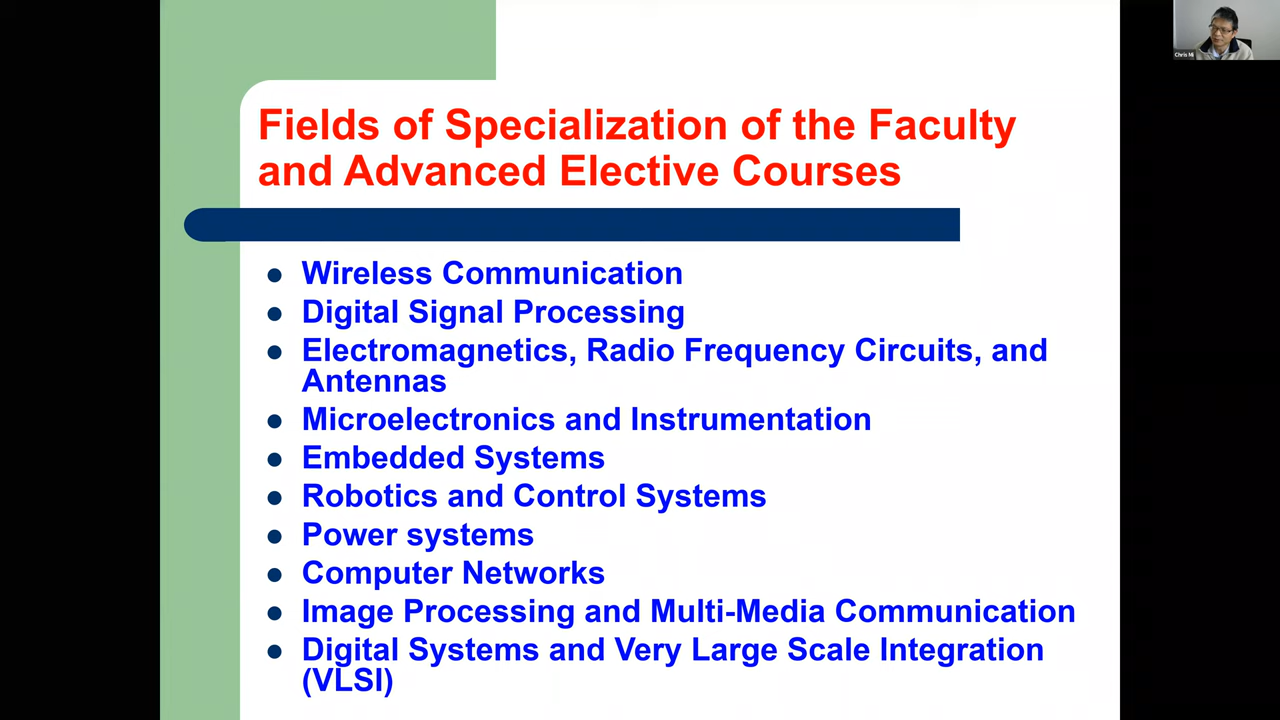 Chris Mi
Fields of Specialization of the Faculty
and Advanced Elective Courses
Wireless Communication
Digital Signal Processing
Electromagnetics, Radio Frequency Circuits, and
Antennas
Microelectronics and Instrumentation
Embedded Systems
Robotics and Control Systems
Power systems
Computer Networks
Image Processing and Multi-Media Communication
Digital Systems and Very Large Scale Integration
(VLSI)